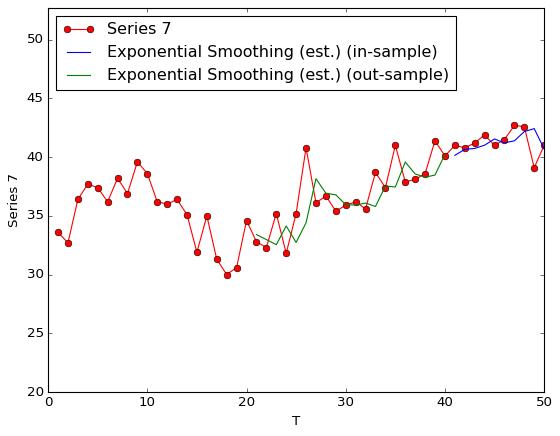 Series 7
Exponential Smoothing (est.) (in-sample)
Exponential Smoothing (est.) (out-sample)
50
45
40
35
30
25
20
Series 7
0 10 20 30 40 50
T